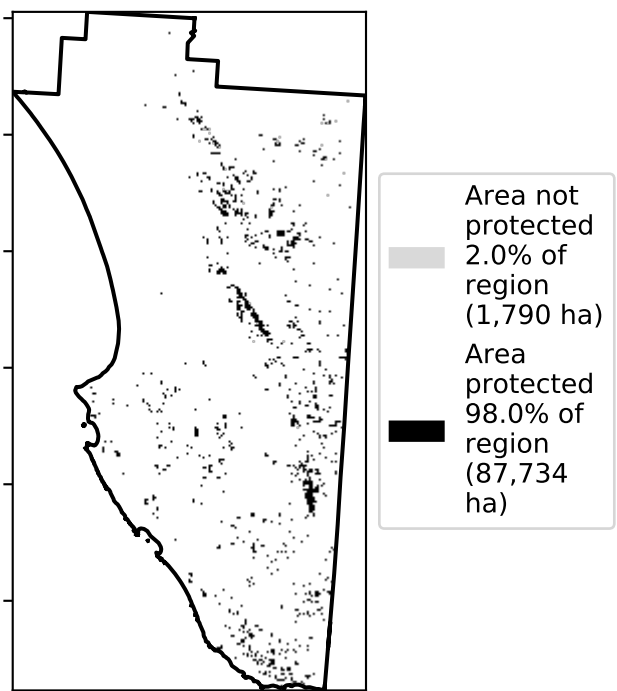 Area not
protected
2.0% of
region
(1,790 ha)
Area
protected
98.0% of
region
(87,734
ha)